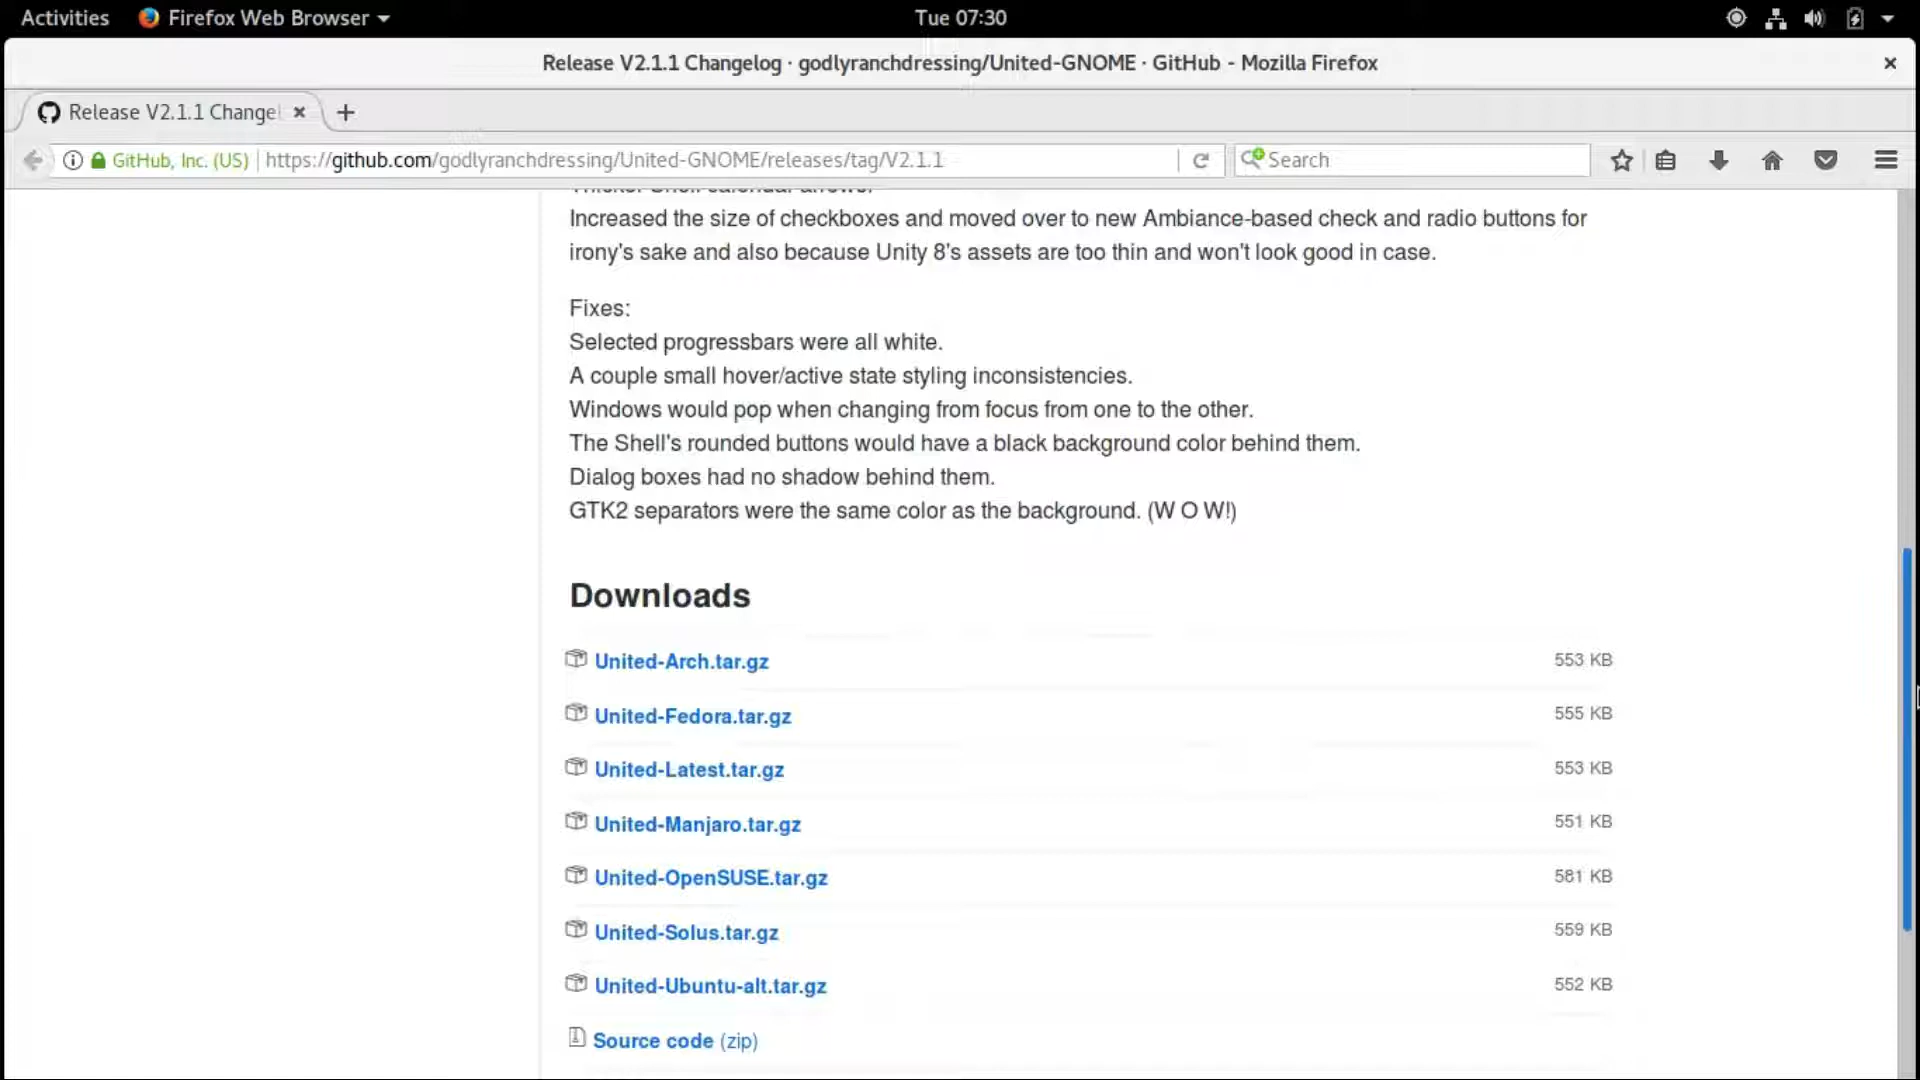 Activities Firefox Web Browser Tue 07:30
Release V2.1.1 Changelog · godlyranchdressing/United-GNOME · GitHub - Mozilla Firefox
Release V2.1.1 Change
GitHub, Inc. (US) https://github.com/godlyranchdressing/United-GNOME/releases/tag/V2.1.1 Search
Thicker Shell calendar arrows.
Increased the size of checkboxes and moved over to new Ambiance-based check and radio buttons for
irony's sake and also because Unity 8's assets are too thin and won't look good in case.
Fixes:
Selected progressbars were all white.
A couple small hover/active state styling inconsistencies.
Windows would pop when changing from focus from one to the other.
The Shell's rounded buttons would have a black background color behind them.
Dialog boxes had no shadow behind them.
GTK2 separators were the same color as the background. (W O W!)
Downloads
United-Arch.tar.gz 553 KB
United-Fedora.tar.gz 555 KB
United-Latest.tar.gz 553 KB
United-Manjaro.tar.gz 551 KB
United-OpenSUSE.tar.gz 581 KB
United-Solus.tar.gz 559 KB
United-Ubuntu-alt.tar.gz 552 KB
Source code (zip)